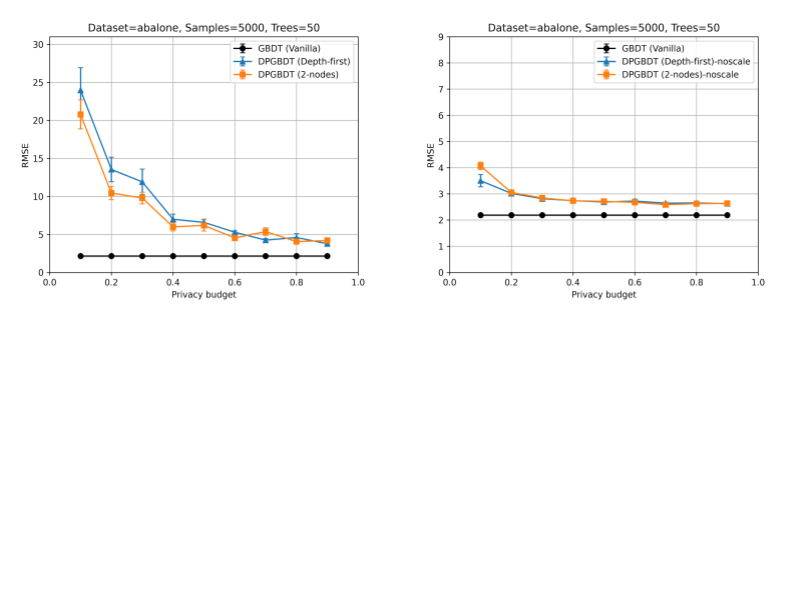 Dataset=abalone, Samples=5000, Trees=50
GBDT (Vanilla)
DPGBDT (Depth-first)
DPGBDT (2-nodes)
30
25
20
15
10
5
0
RMSE
0.0 0.2 0.4 0.6 0.8 1.0
Privacy budget
Dataset=abalone, Samples=5000, Trees=50
GBDT (Vanilla)
DPGBDT (Depth-first)-noscale
DPGBDT (2-nodes)-noscale
9
8
7
6
5
4
3
2
1
0
RMSE
0.0 0.2 0.4 0.6 0.8 1.0
Privacy budget